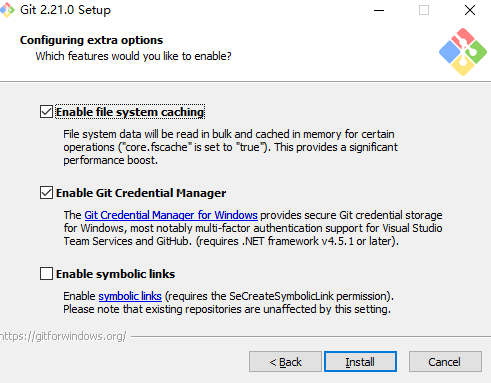 Git 2.21.0 Setup
Configuring extra options
Which features would you like to enable?
Enable file system caching
File system data will be read in bulk and cached in memory for certain
operations ("core.fscache" is set to "true"). This provides a significant
performance boost.
Enable Git Credential Manager
The Git Credential Manager for Windows provides secure Git credential storage
for Windows, most notably multi-factor authentication support for Visual Studio
Team Services and GitHub. (requires .NET framework v4.5.1 or later).
Enable symbolic links
Enable symbolic links (requires the SeCreateSymbolicLink permission).
Please note that existing repositories are unaffected by this setting.
https://gitforwindows.org/
< Back Install Cancel